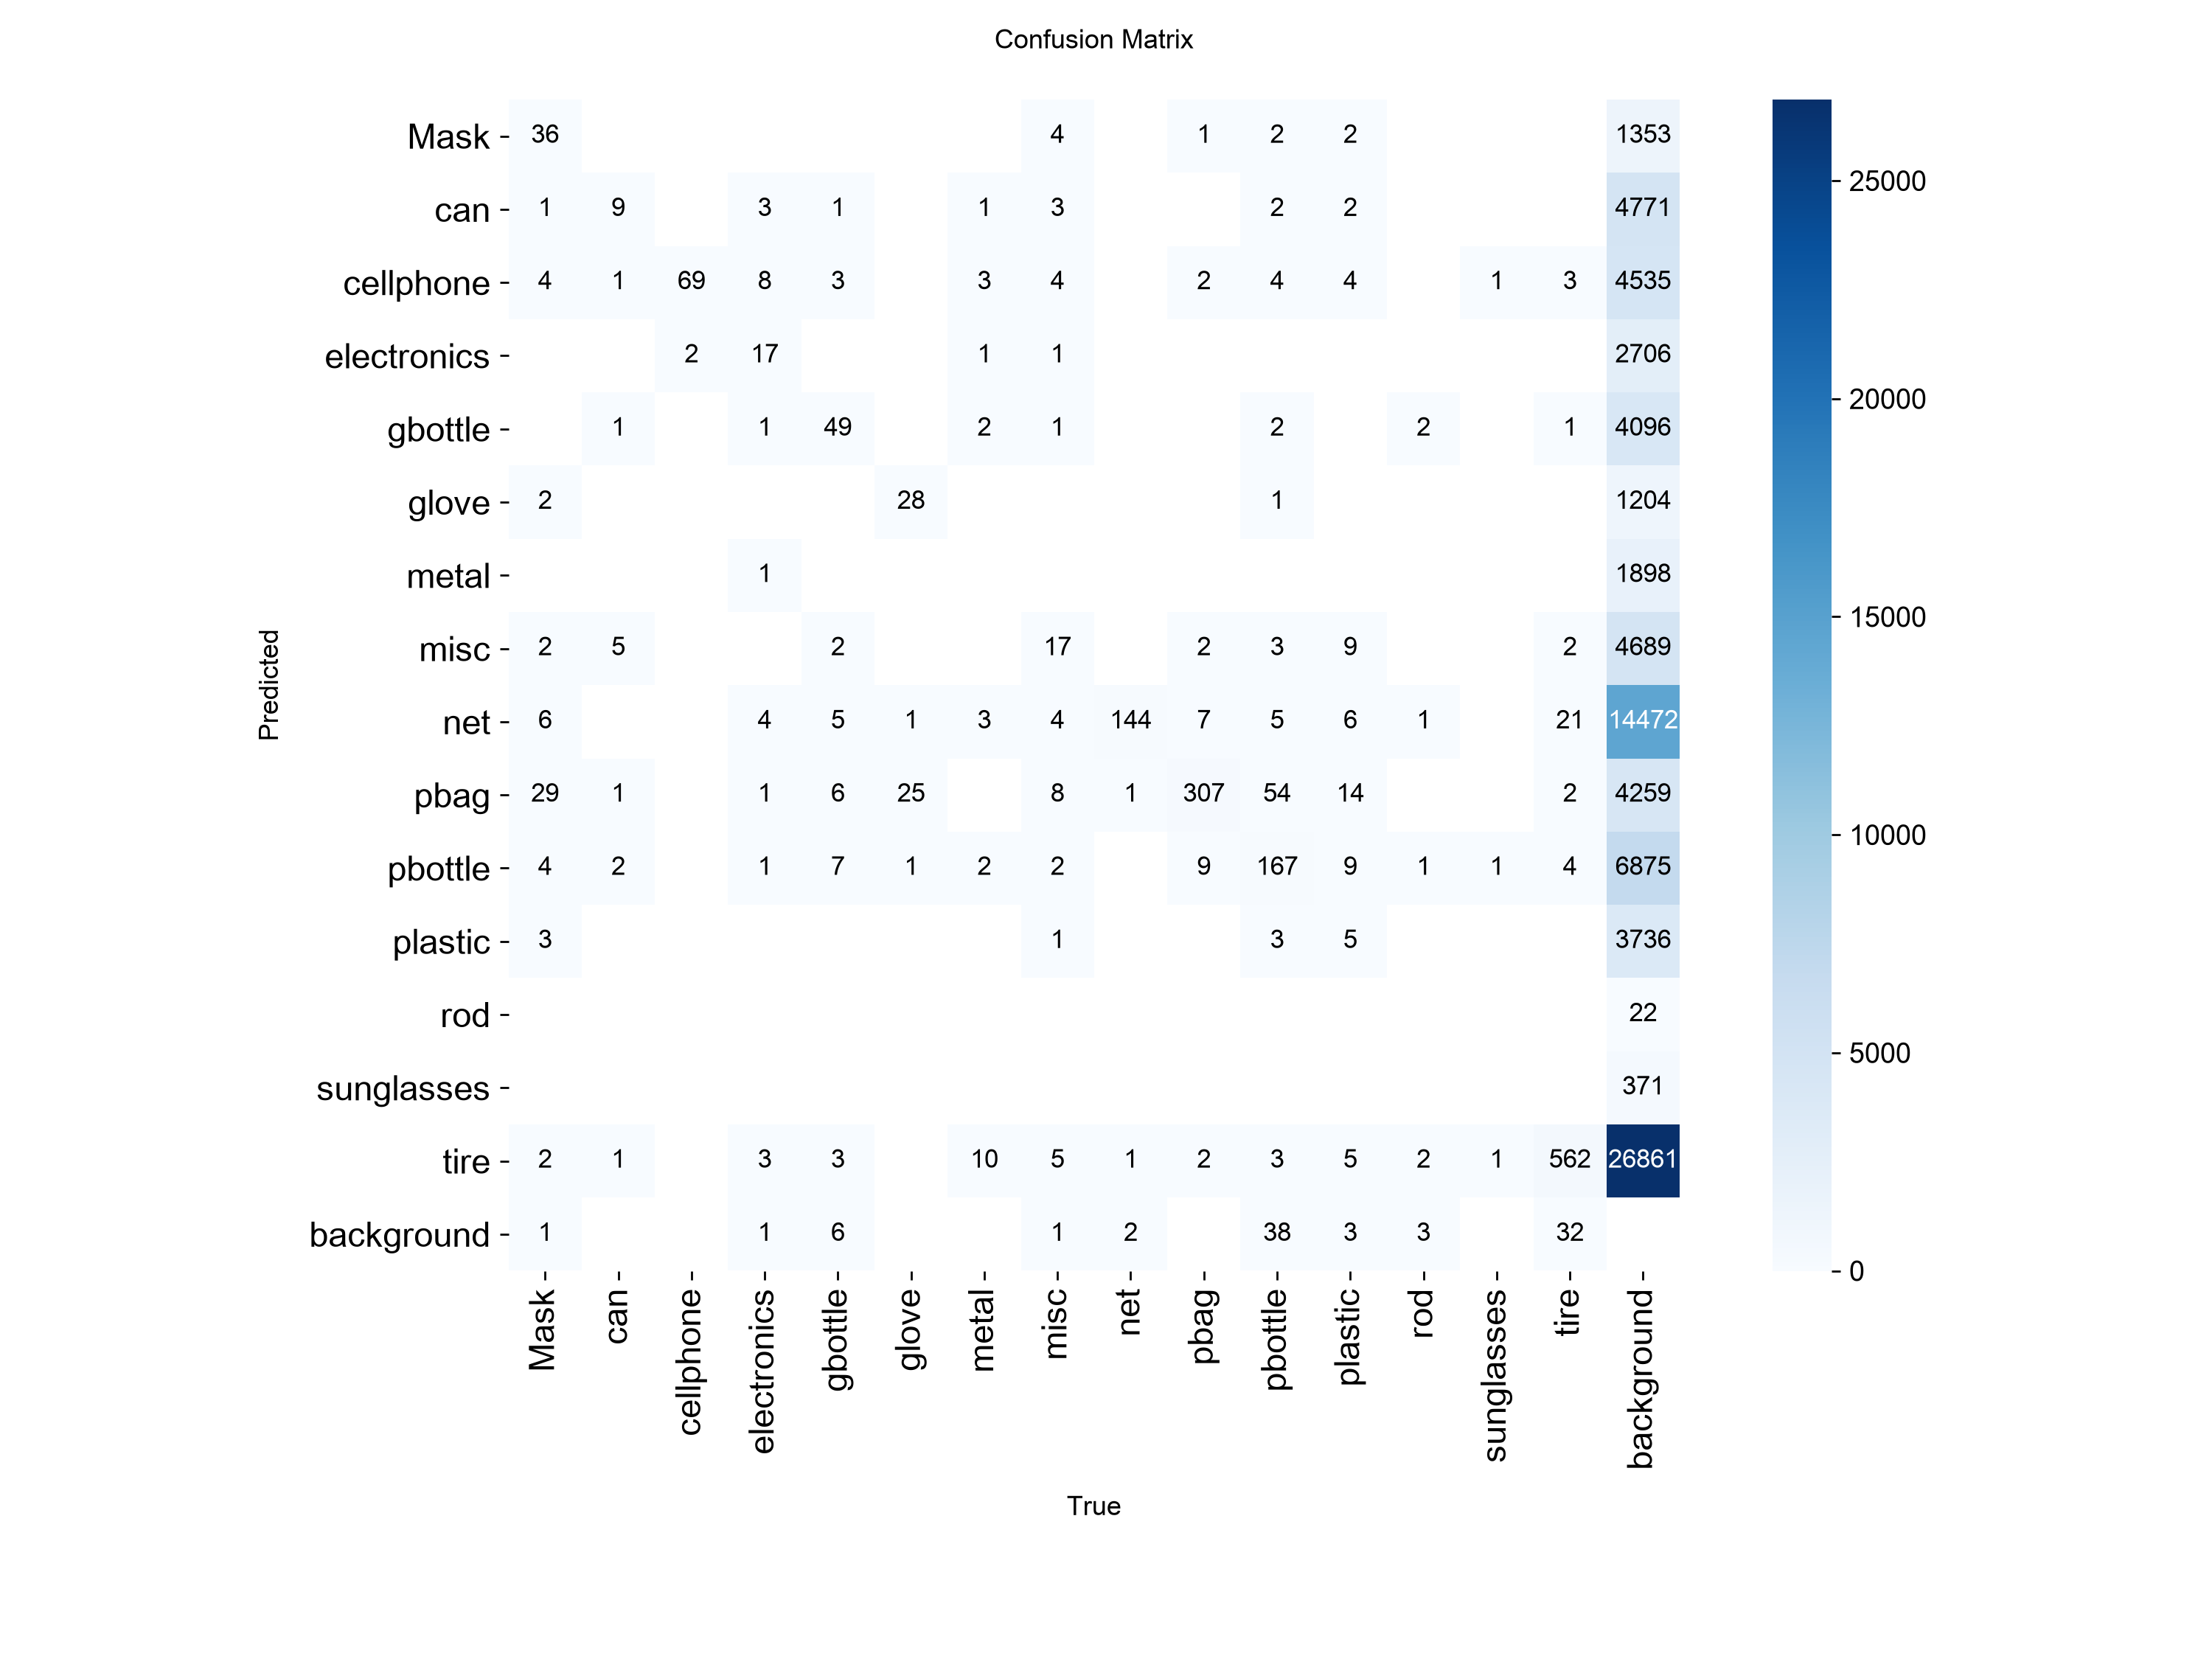 Confusion Matrix
Mask 36 4 1 2 2 1353
can 1 9 3 1 1 3 2 2 4771
cellphone 4 1 69 8 3 3 4 2 4 4 1 3 4535
electronics 2 17 1 1 2706
gbottle 1 1 49 2 1 2 2 1 4096
glove 2 28 1 1204
metal 1 1898
misc 2 5 2 17 2 3 9 2 4689
net 6 4 5 1 3 4 144 7 5 6 1 21 14472
pbag 29 1 1 6 25 8 1 307 54 14 2 4259
pbottle 4 2 1 7 1 2 2 9 167 9 1 1 4 6875
plastic 3 1 3 5 3736
rod 22
sunglasses 371
tire 2 1 3 3 10 5 1 2 3 5 2 1 562 26861
background 1 1 6 1 2 38 3 3 32
Predicted
Mask can cellphone electronics gbottle glove metal misc net pbag pbottle plastic rod sunglasses tire background
True
25000
20000
15000
10000
5000
0